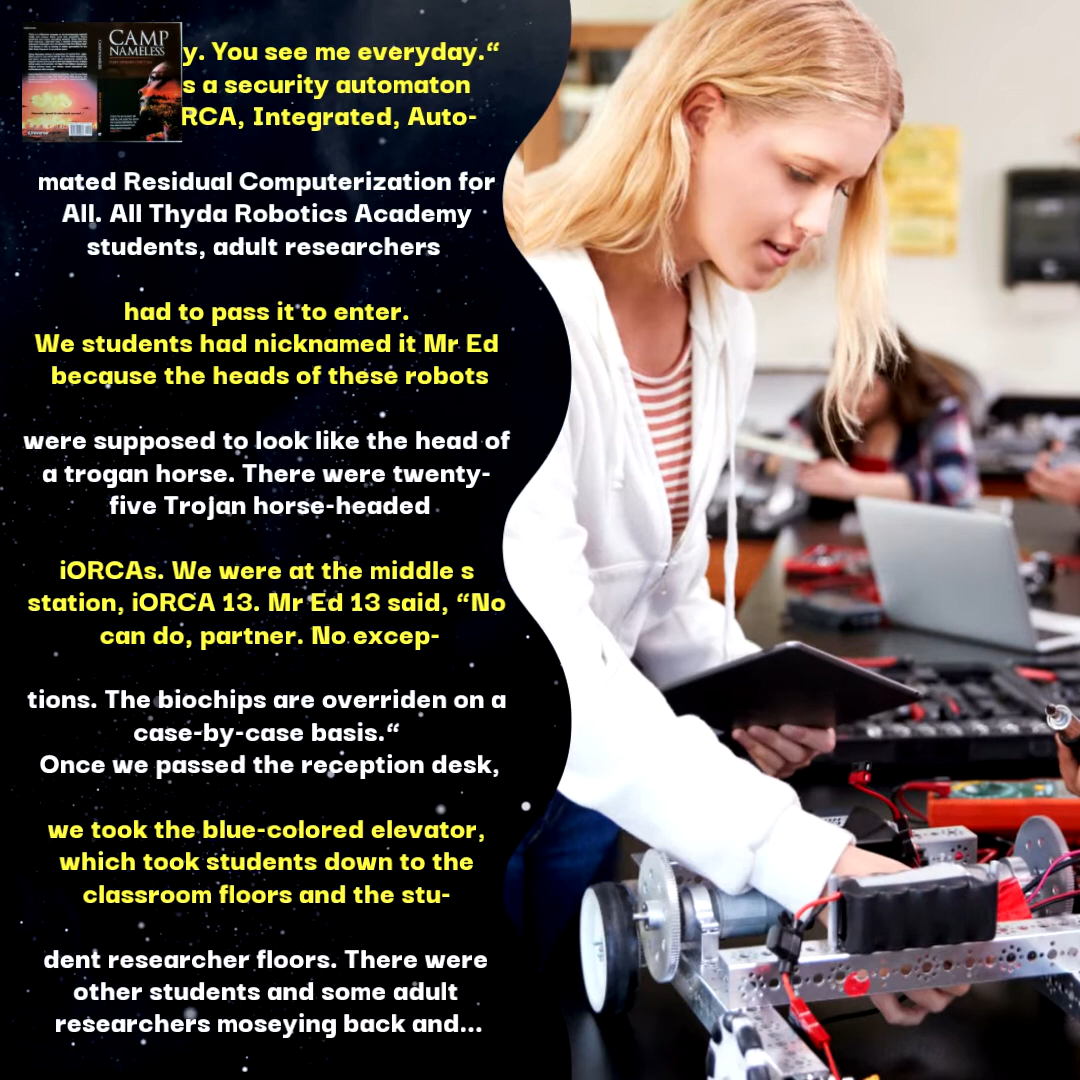 CAMP
NAMELESS
y. You see me everyday.“
s a security automaton
RCA, Integrated, Auto-
mated Residual Computerization for
All. All Thyda Robotics Academy
students, adult researchers
had to pass it to enter.
We students had nicknamed it Mr Ed
because the heads of these robots
were supposed to look like the head of
a trogan horse. There were twenty-
five Trojan horse-headed
iORCAs. We were at the middle s
station, iORCA 13. Mr Ed 13 said, “No
can do, partner. No excep-
tions. The biochips are overriden on a
case-by-case basis.“
Once we passed the reception desk,
we took the blue-colored elevator,
which took students down to the
classroom floors and the stu-
dent researcher floors. There were
other students and some adult
researchers moseying back and...